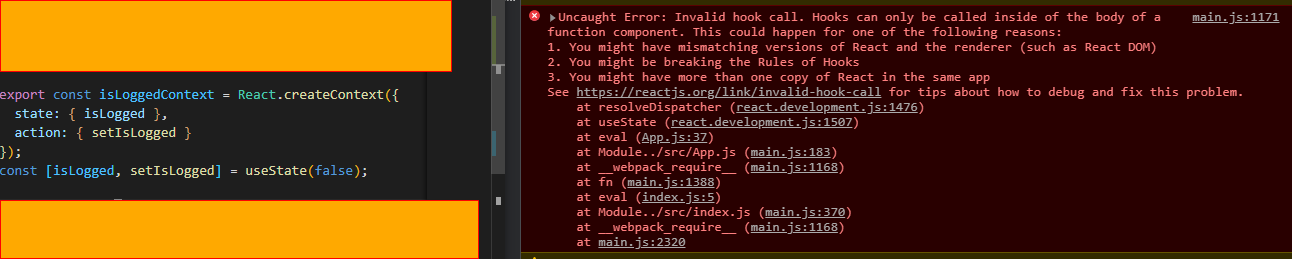 export const isLoggedContext = React.createContext({
state: { isLogged },
action: { setIsLogged }
});
const [isLogged, setIsLogged] = useState(false);
Uncaught Error: Invalid hook call. Hooks can only be called inside of the body of a main.js:1171
function component. This could happen for one of the following reasons:
1. You might have mismatching versions of React and the renderer (such as React DOM)
2. You might be breaking the Rules of Hooks
3. You might have more than one copy of React in the same app
See https://reactjs.org/link/invalid-hook-call for tips about how to debug and fix this problem.
at resolveDispatcher (react.development.js:1476)
at useState (react.development.js:1507)
at eval (App.js:37)
at Module../src/App.js (main.js:183)
at __webpack_require__ (main.js:1168)
at fn (main.js:1388)
at eval (index.js:5)
at Module../src/index.js (main.js:370)
at __webpack_require__ (main.js:1168)
at main.js:2320